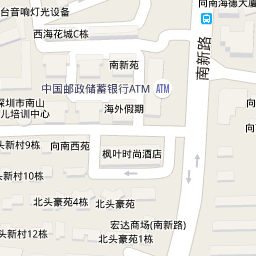 台音响灯光设备
向南海德大厦
西海花城C栋
南新路
南新苑
中国邮政储蓄银行ATM
ATM
深圳市南山
儿培训中心
海外假期
头新村9栋
向南西苑
枫叶时尚酒店
头新村10栋
北头豪苑4栋
北头豪苑
宏达商场(南新路)
头新村12栋
北头豪苑1栋